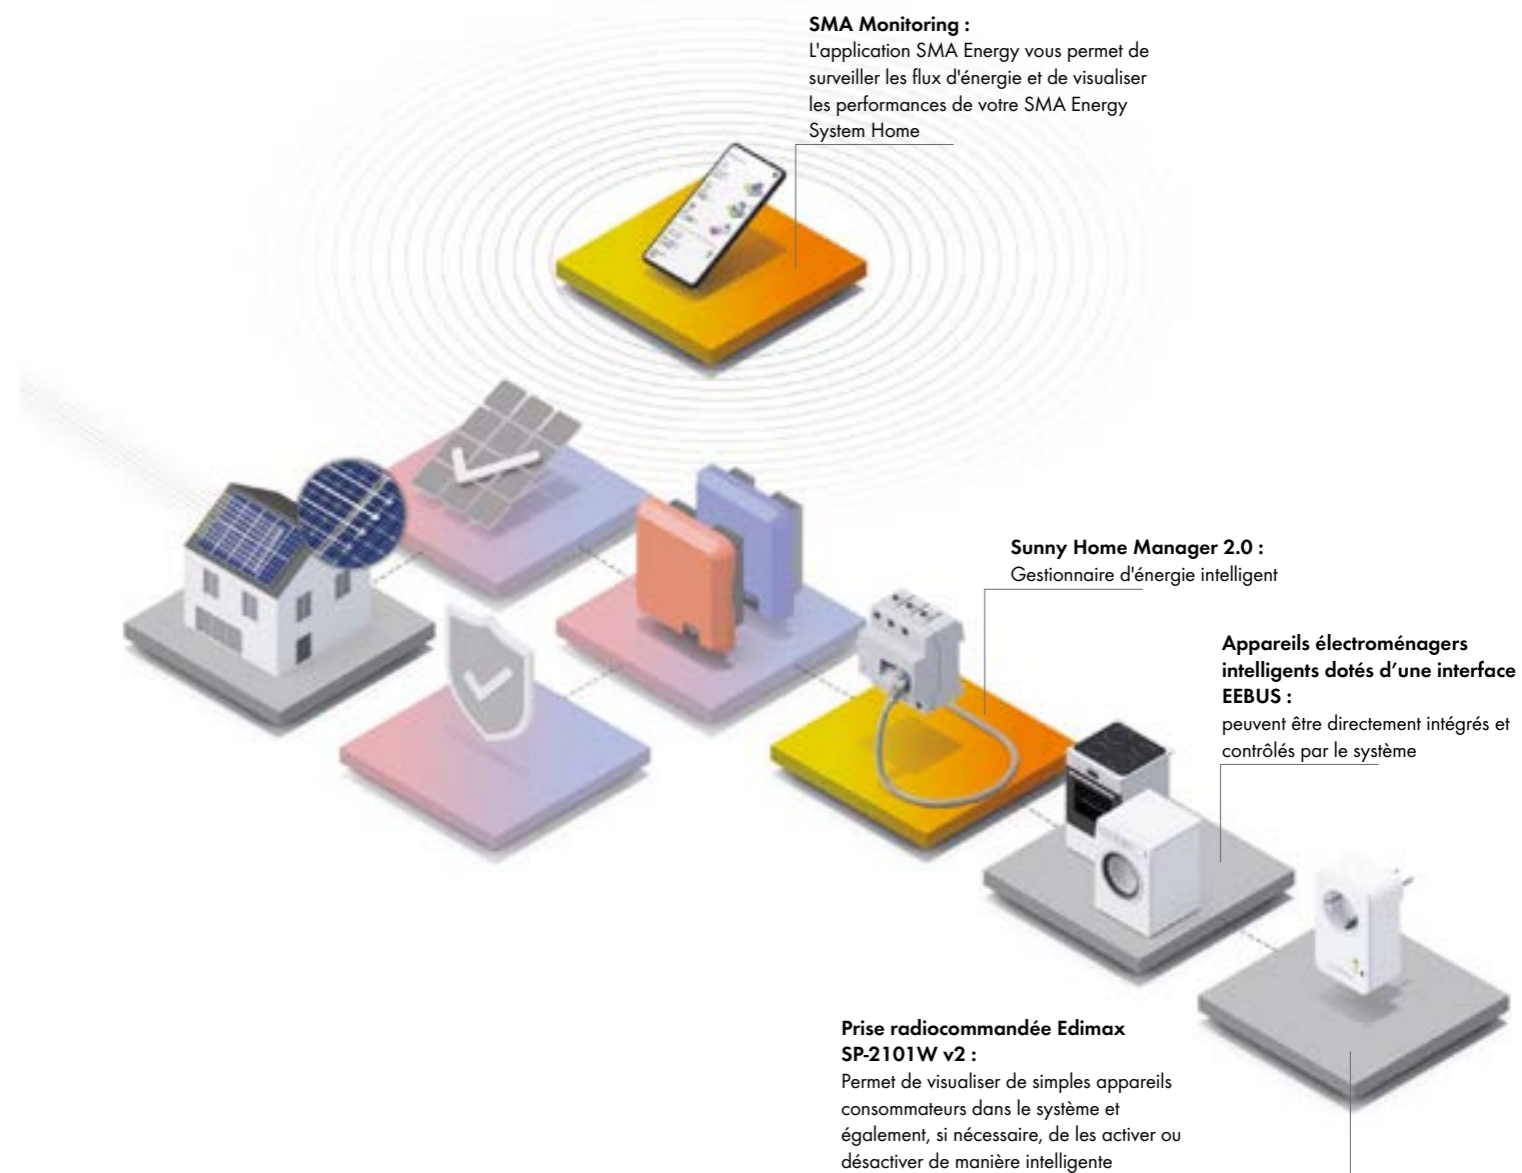 SMA Monitoring :
L'application SMA Energy vous permet de
surveiller les flux d'énergie et de visualiser
les performances de votre SMA Energy
System Home
Sunny Home Manager 2.0 :
Gestionnaire d'énergie intelligent
Appareils électroménagers
intelligents dotés d’une interface
EEBUS :
peuvent être directement intégrés et
contrôlés par le système
Prise radiocommandée Edimax
SP-2101W v2 :
Permet de visualiser de simples appareils
consommateurs dans le système et
également, si nécessaire, de les activer ou
désactiver de manière intelligente